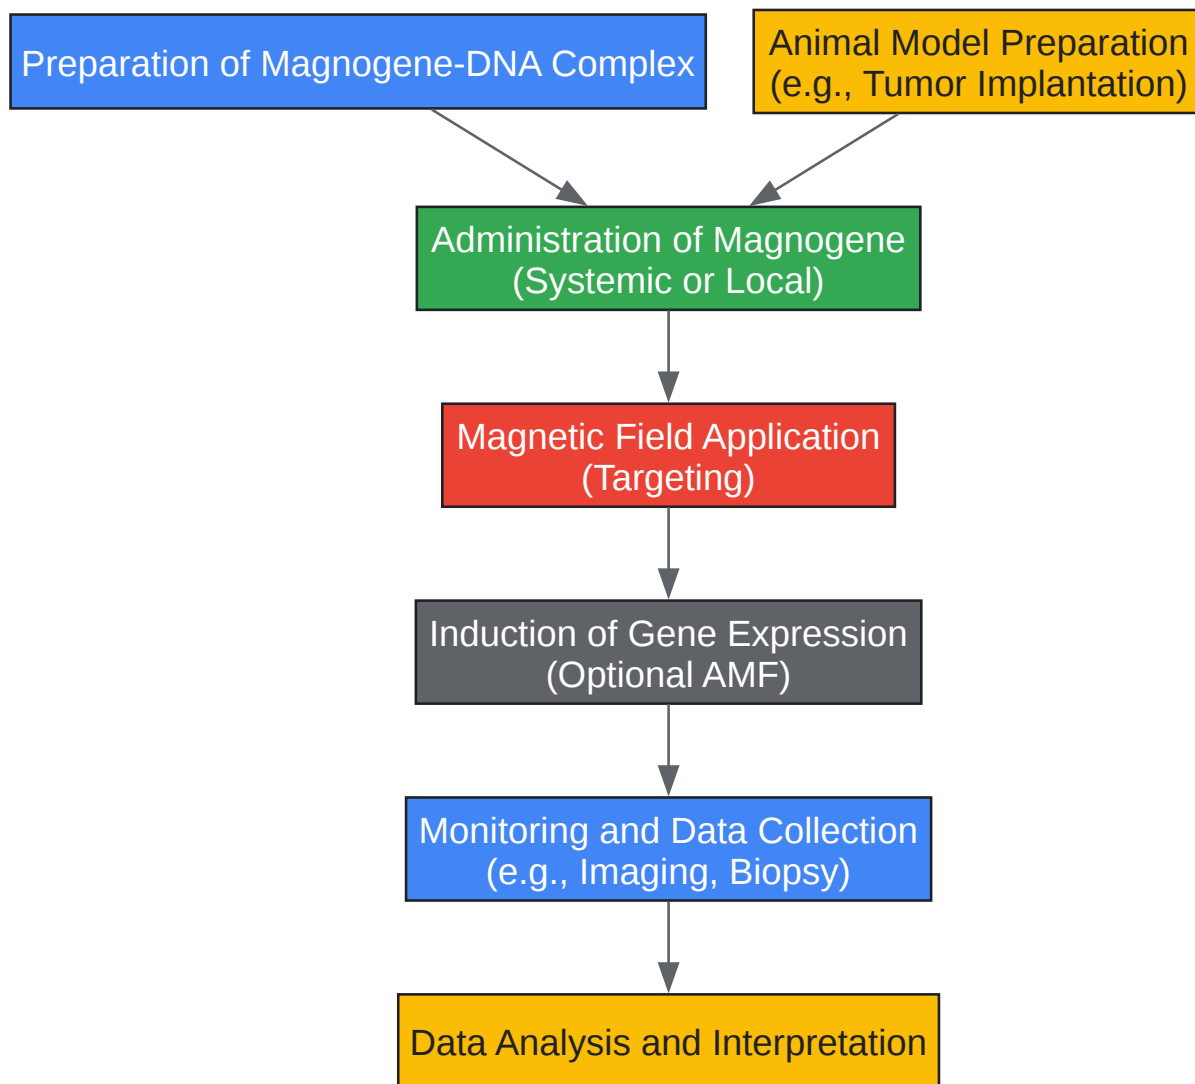 Preparation of Magnogene-DNA Complex
Animal Model Preparation
(e.g., Tumor Implantation)
Administration of Magnogene
(Systemic or Local)
Magnetic Field Application
(Targeting)
Induction of Gene Expression
(Optional AMF)
Monitoring and Data Collection
(e.g., Imaging, Biopsy)
Data Analysis and Interpretation